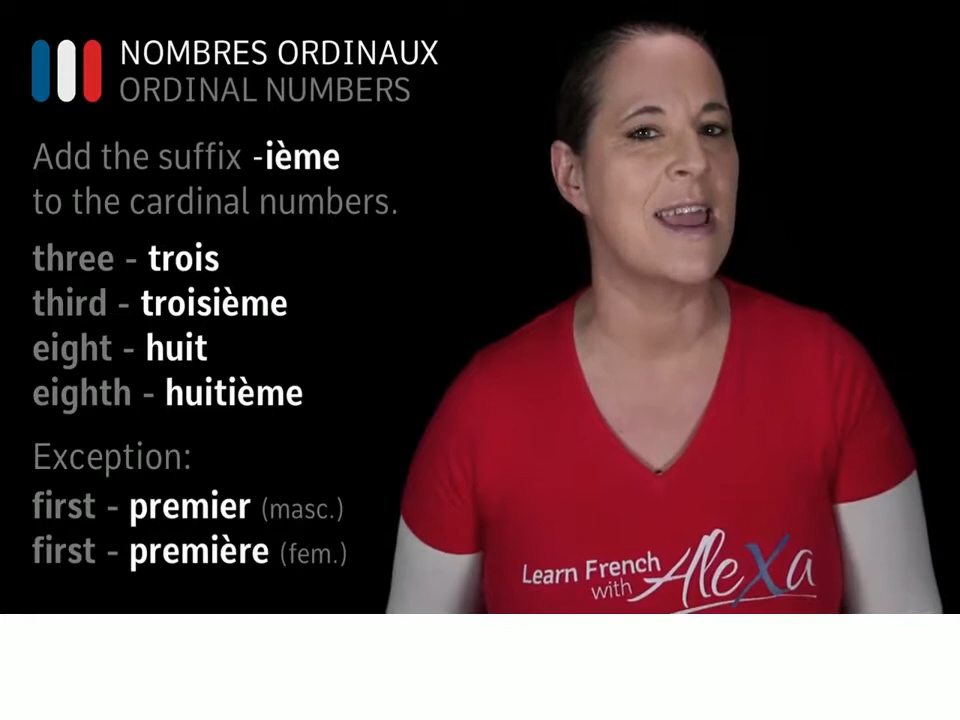 NOMBRES ORDINAUX
ORDINAL NUMBERS
Add the suffix -ième
to the cardinal numbers.
three - trois
third - troisième
eight - huit
eighth - huitième
Exception:
first - premier (masc.)
first - première (fem.)
Learn French
with Alexa